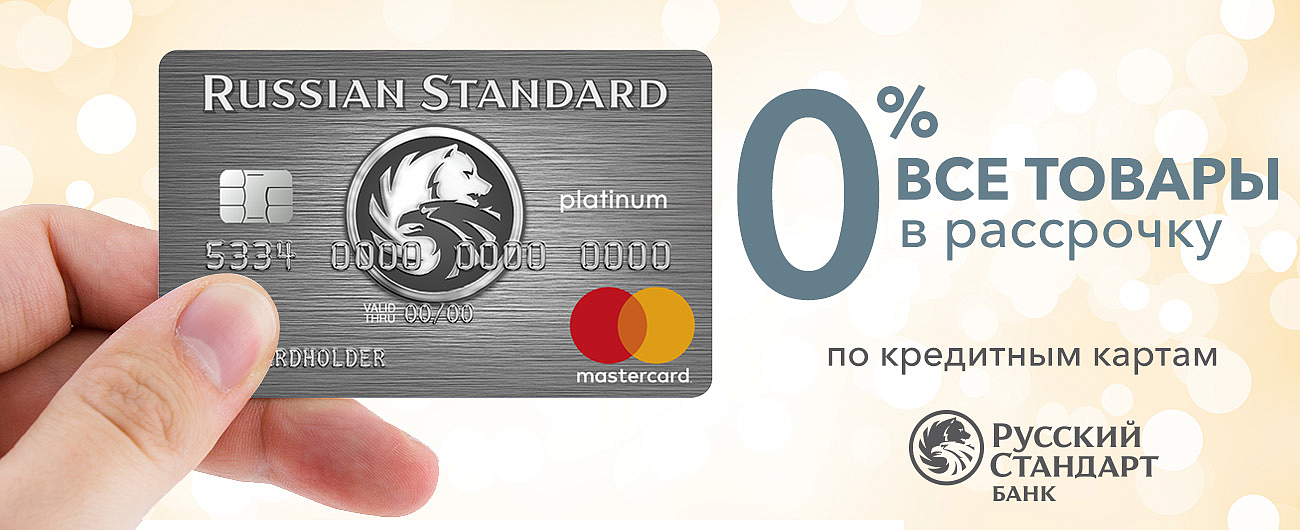 RUSSIAN STANDARD
platinum
5334 0000 0000 0000
VALID THRU 00/00
RDHOLDER
mastercard
0%
ВСЕ ТОВАРЫ
в рассрочку
по кредитным картам
РУССКИЙ
СТАНДАРТ
БАНК